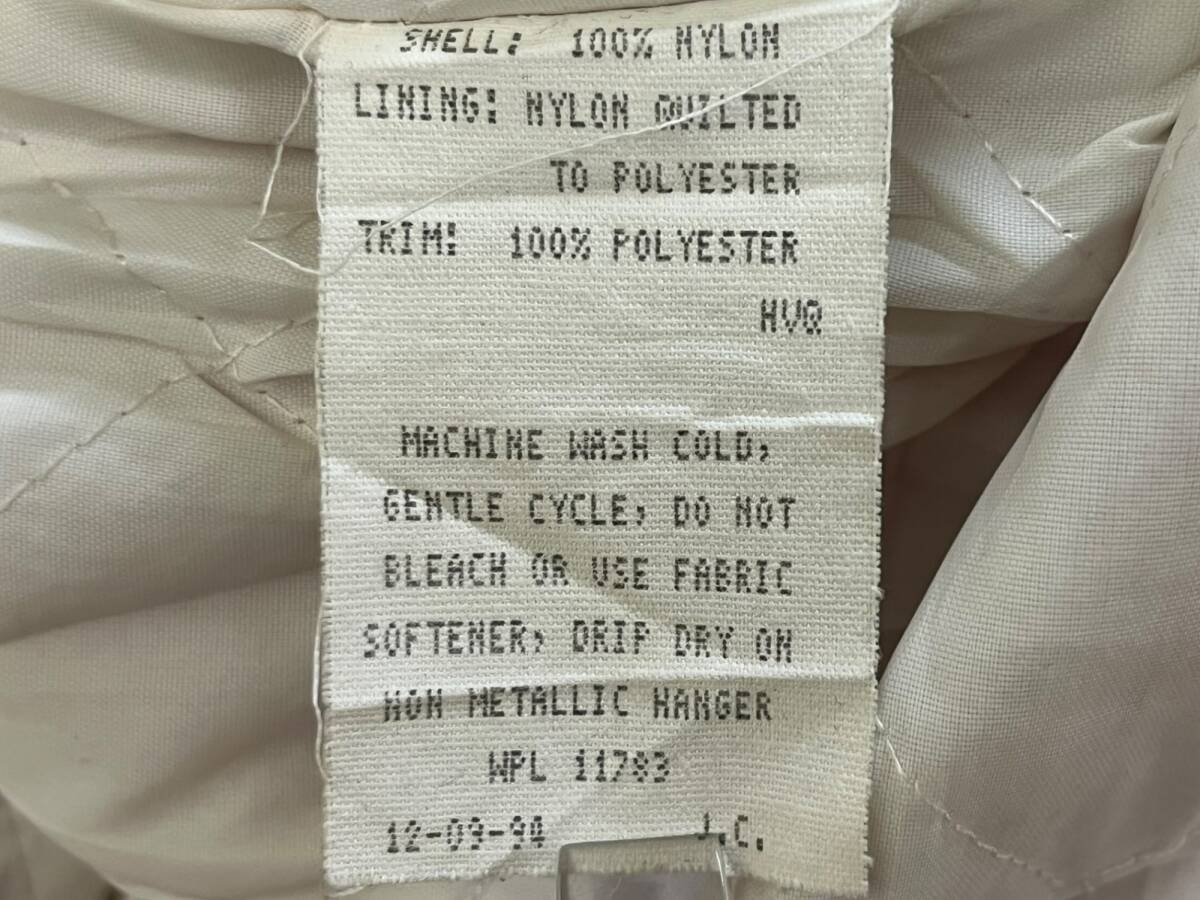 SHELL: 100% NYLON
LINING: NYLON QUILTED
TO POLYESTER
TRIM: 100% POLYESTER
HVQ
MACHINE WASH COLD,
GENTLE CYCLE, DO NOT
BLEACH OR USE FABRIC
SOFTENER, DRIP DRY ON
NON METALLIC HANGER
WPL 11783
12-09-94 J.C.